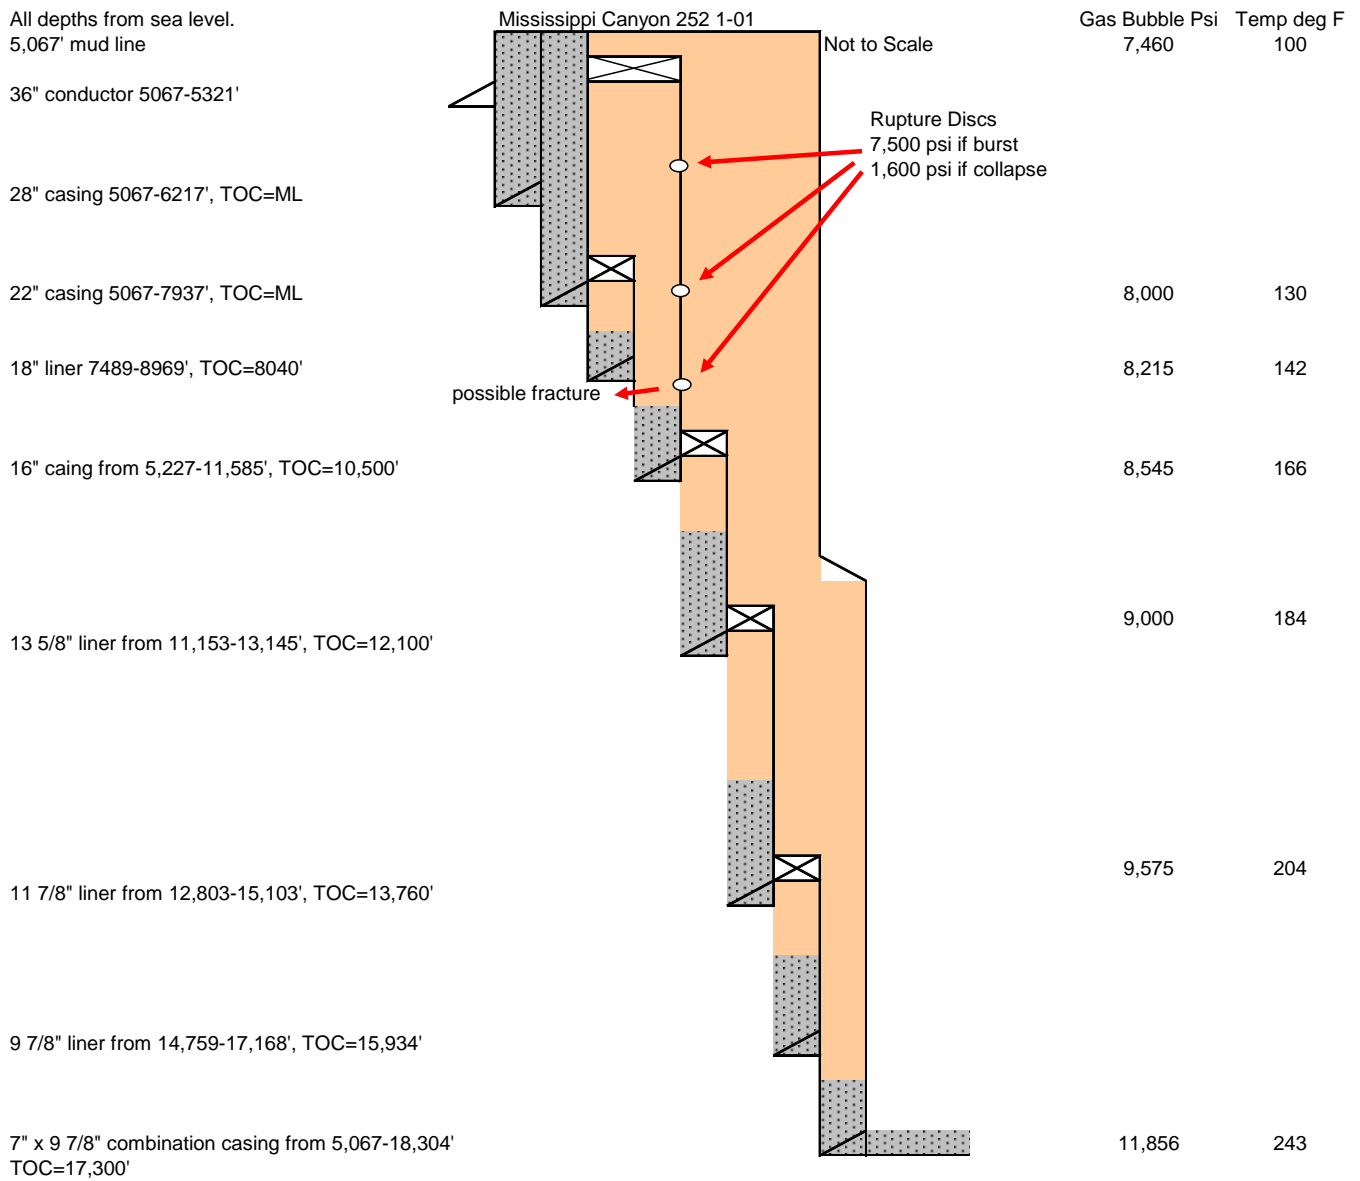 All depths from sea level.
Mississippi Canyon 252 1-01
Gas Bubble Psi Temp deg F
5,067' mud line
Not to Scale
7,460 100
36" conductor 5067-5321'
Rupture Discs
7,500 psi if burst
1,600 psi if collapse
28" casing 5067-6217', TOC=ML
22" casing 5067-7937', TOC=ML
8,000 130
18" liner 7489-8969', TOC=8040'
8,215 142
possible fracture
16" caing from 5,227-11,585', TOC=10,500'
8,545 166
9,000 184
13 5/8" liner from 11,153-13,145', TOC=12,100'
9,575 204
11 7/8" liner from 12,803-15,103', TOC=13,760'
9 7/8" liner from 14,759-17,168', TOC=15,934'
7" x 9 7/8" combination casing from 5,067-18,304'
11,856 243
TOC=17,300'